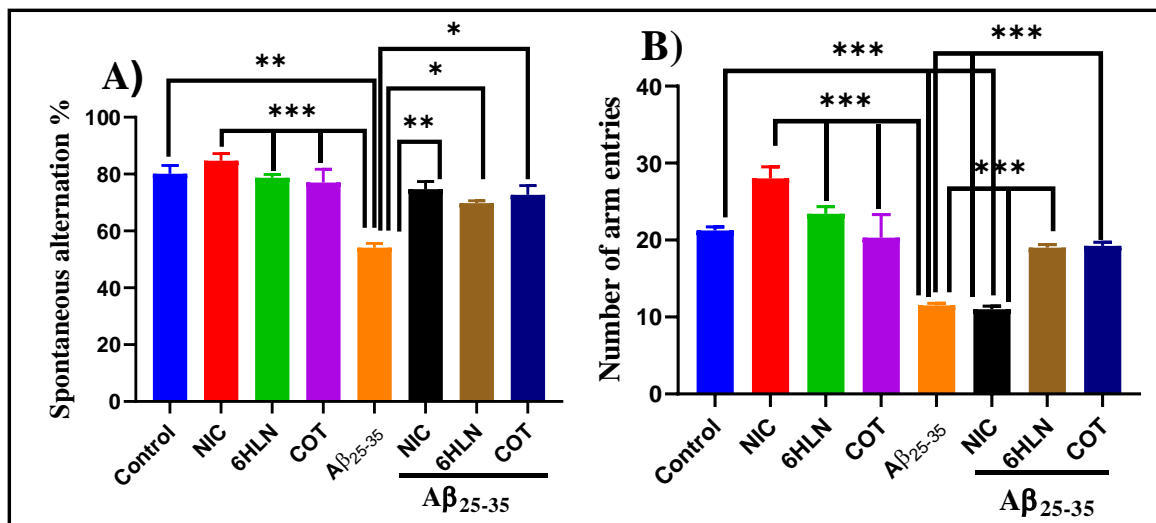 A)
Spontaneous alternation %
100
80
60
40
20
0
**
***
*
*
**
Control
NIC
6HLN
COT
Aβ25-35
NIC
6HLN
COT
Aβ25-35
B)
Number of arm entries
40
30
20
10
0
***
***
***
***
Control
NIC
6HLN
COT
Aβ25-35
NIC
6HLN
COT
Aβ25-35